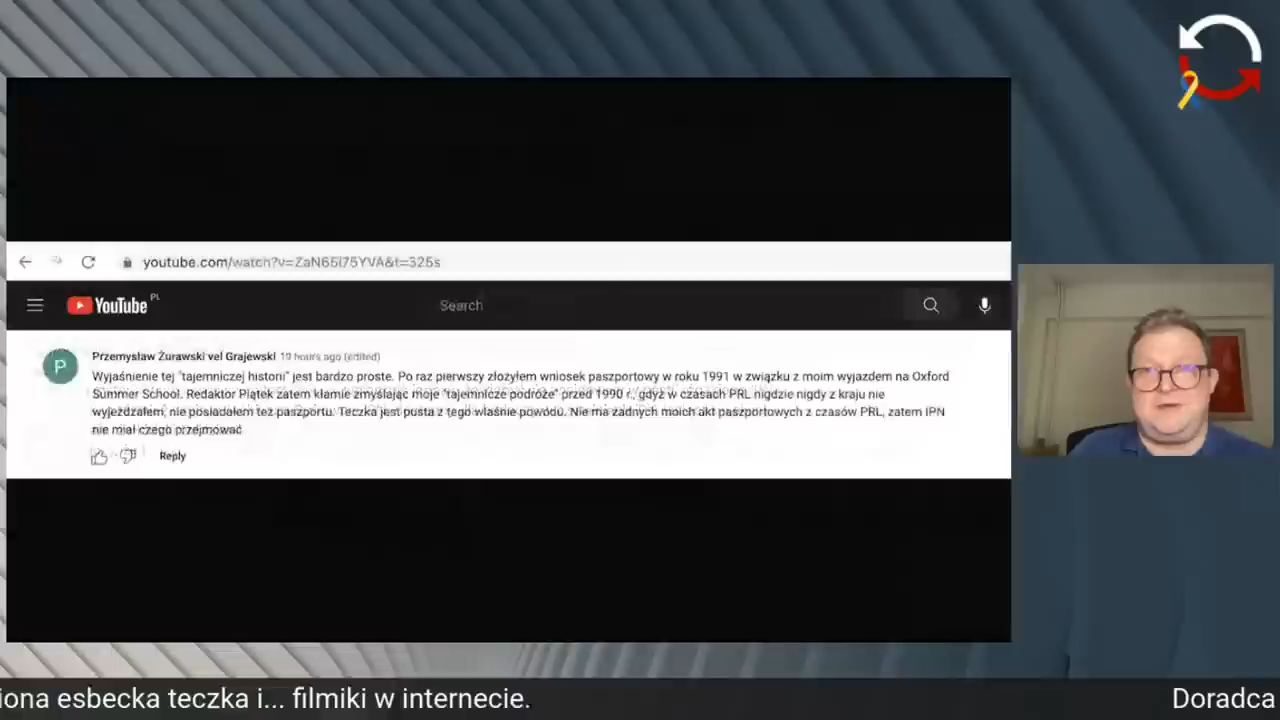 youtube.com/watch?v=ZaN65l75YVA&t=325s
YouTube PL
Search
P
Przemysław Żurawski vel Grajewski 19 hours ago (edited)
Wyjaśnienie tej "tajemniczej historii" jest bardzo proste. Po raz pierwszy złożyłem wniosek paszportowy w roku 1991 w związku z moim wyjazdem na Oxford
Summer School. Redaktor Piątek zatem kłamie zmyślając moje "tajemnicze podróże" przed 1990 r., gdyż w czasach PRL nigdzie nigdy z kraju nie
wyjeżdżałem, nie posiadałem też paszportu. Teczka jest pusta z tego właśnie powodu. Nie ma żadnych moich akt paszportowych z czasów PRL, zatem IPN
nie miał czego przejmować
Reply
iona esbecka teczka i... filmiki w internecie.
Doradca